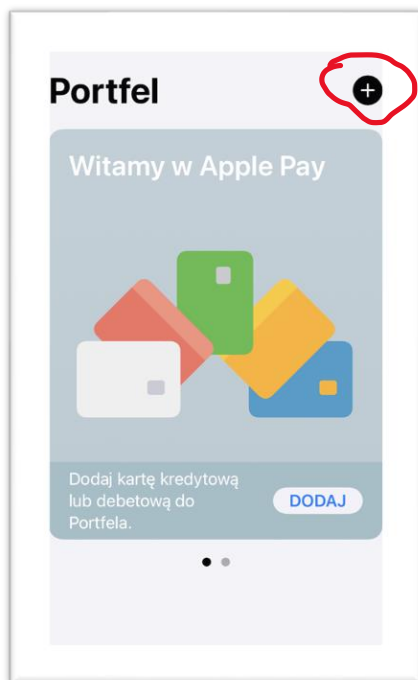 Portfel
Witamy w Apple Pay
Dodaj kartę kredytową
lub debetową do
Portfela.
DODAJ